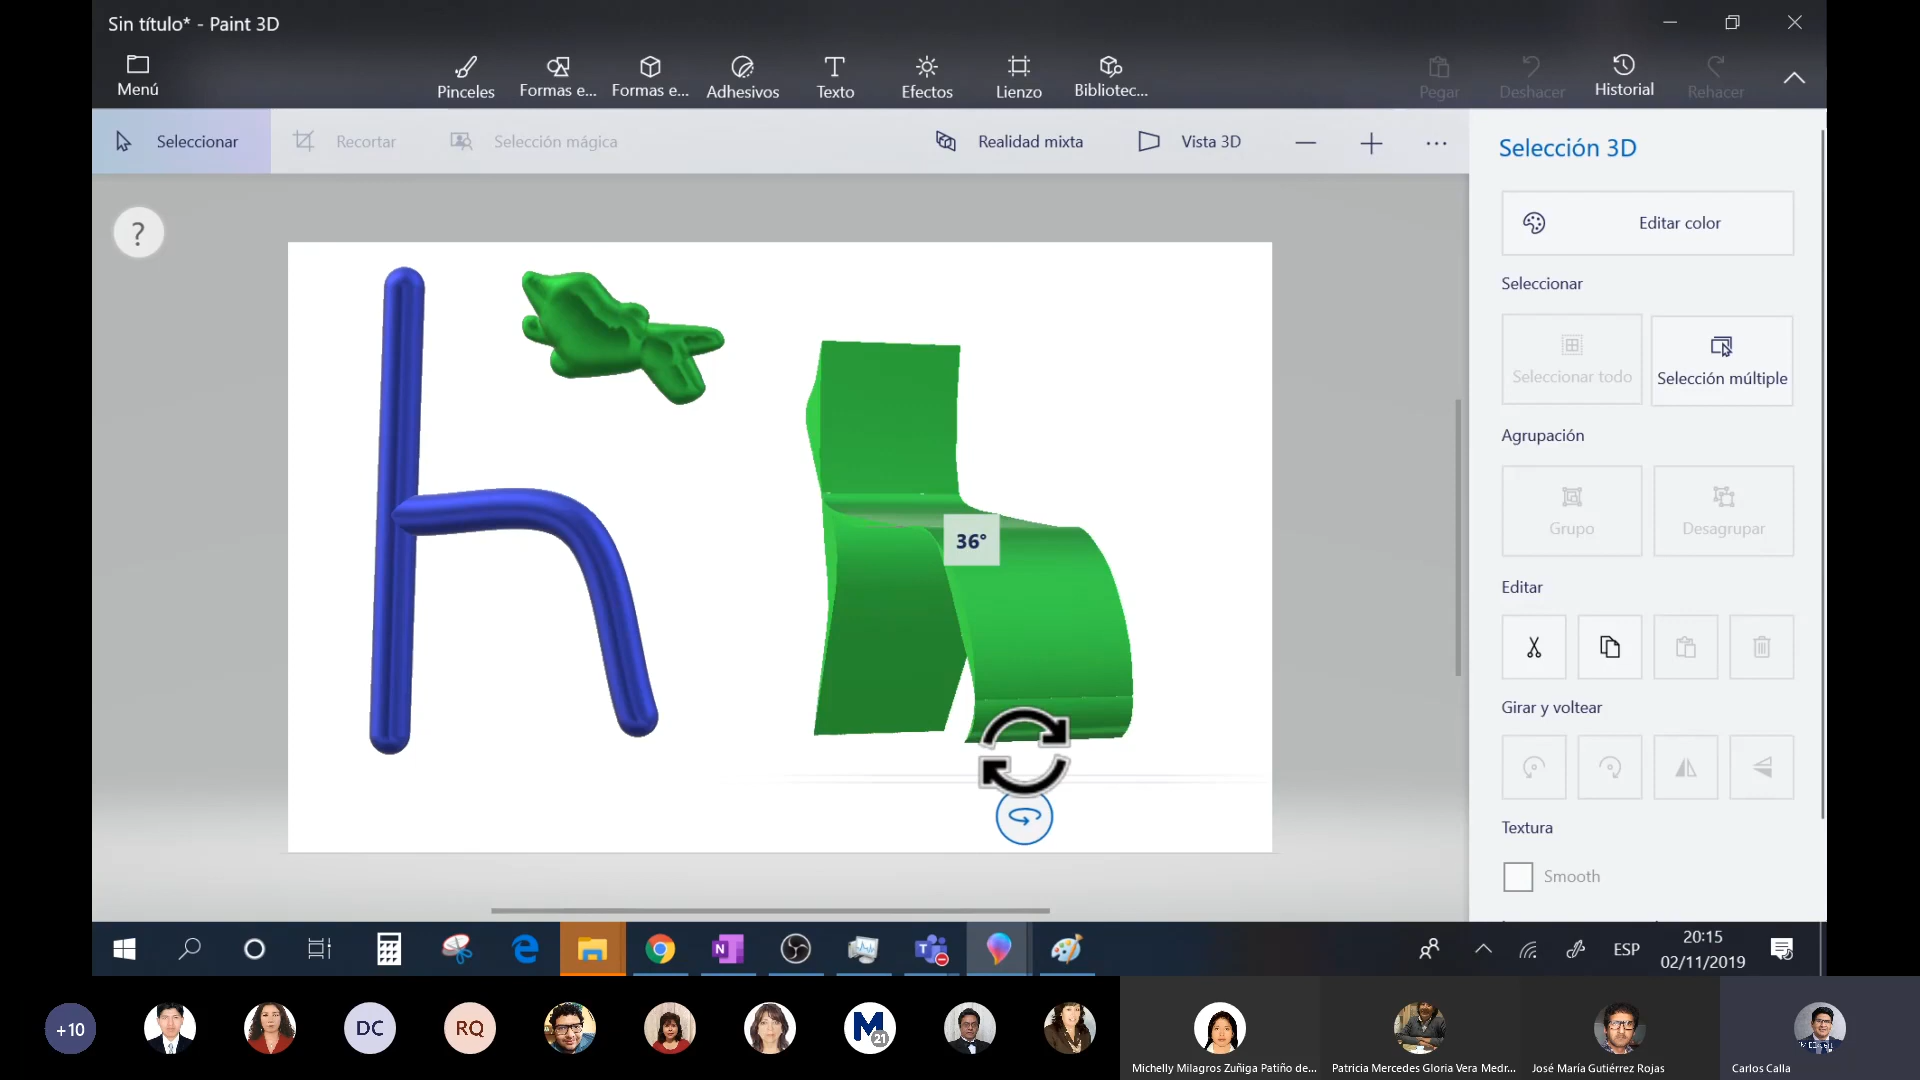 Sin título* - Paint 3D
Menú
Pinceles
Formas e...
Formas e...
Adhesivos
Texto
Efectos
Lienzo
Bibliotec...
Pegar
Deshacer
Historial
Rehacer
Seleccionar
Recortar
Selección mágica
Realidad mixta
Vista 3D
Selección 3D
?
Editar color
Seleccionar
Seleccionar todo
Selección múltiple
Agrupación
Grupo
Desagrupar
36°
Editar
Girar y voltear
Textura
Smooth
ESP
20:15
02/11/2019
+10
DC
RQ
M
21
Michelly Milagros Zuñiga Patiño de...
Patricia Mercedes Gloria Vera Medr...
José María Gutiérrez Rojas
Carlos Calla